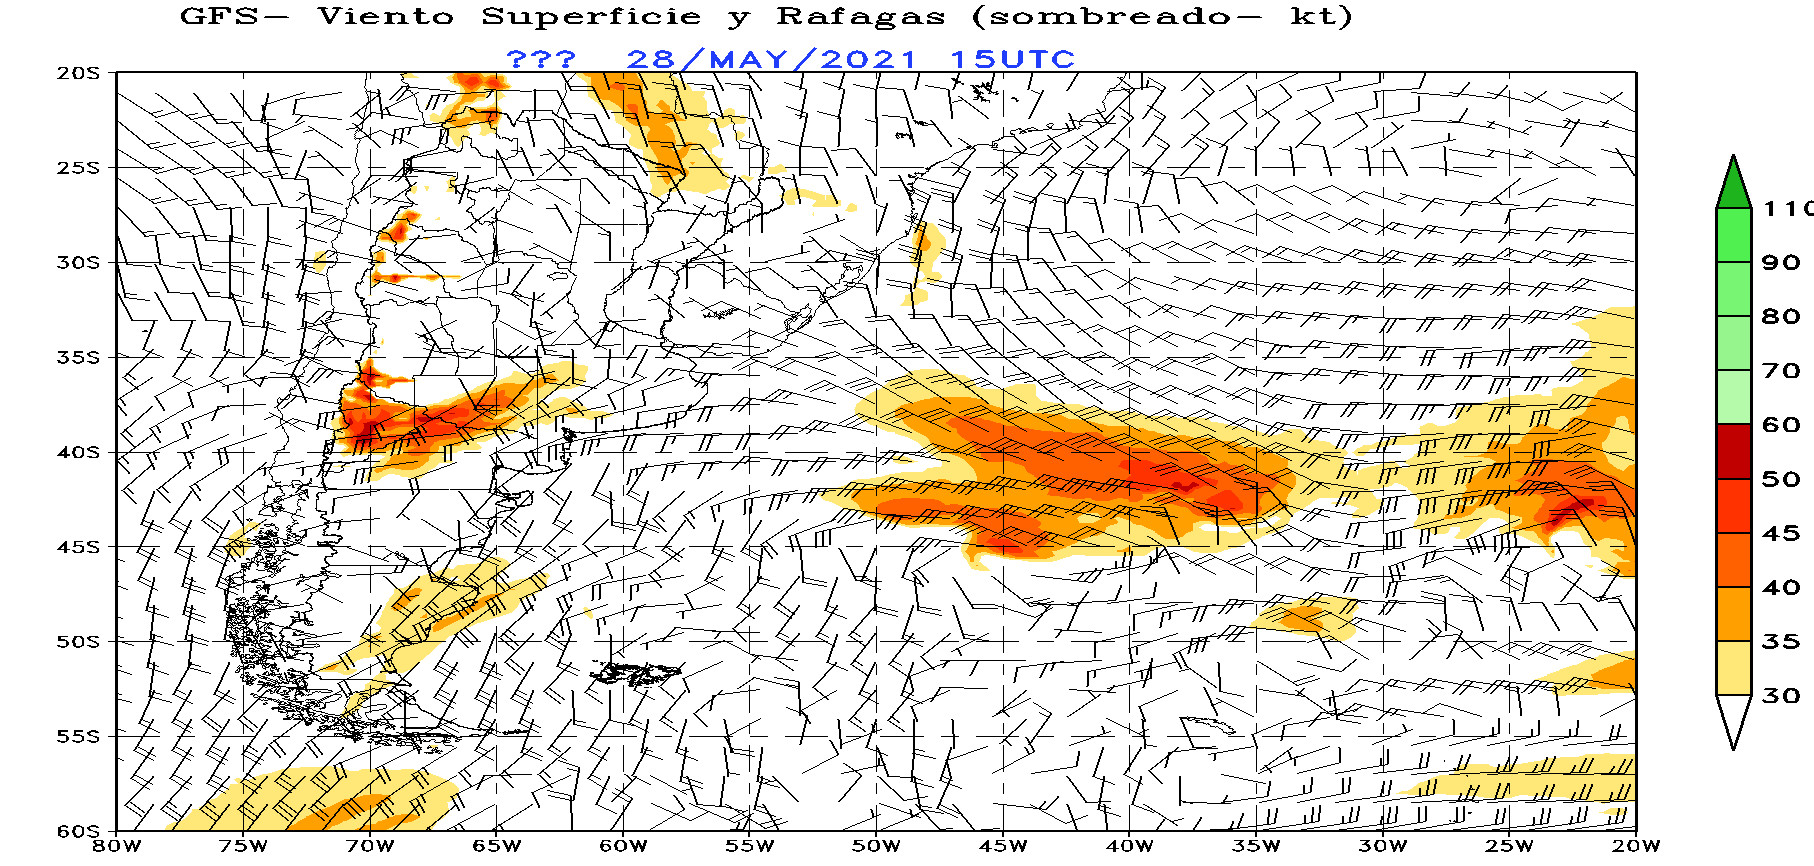 GFS- Viento Superficie y Rafagas (sombreado- kt)
??? 28/MAY/2021 15UTC
20S
25S
30S
35S
40S
45S
50S
55S
60S
80W 75W 70W 65W 60W 55W 50W 45W 40W 35W 30W 25W 20W
110
90
80
70
60
50
45
40
35
30